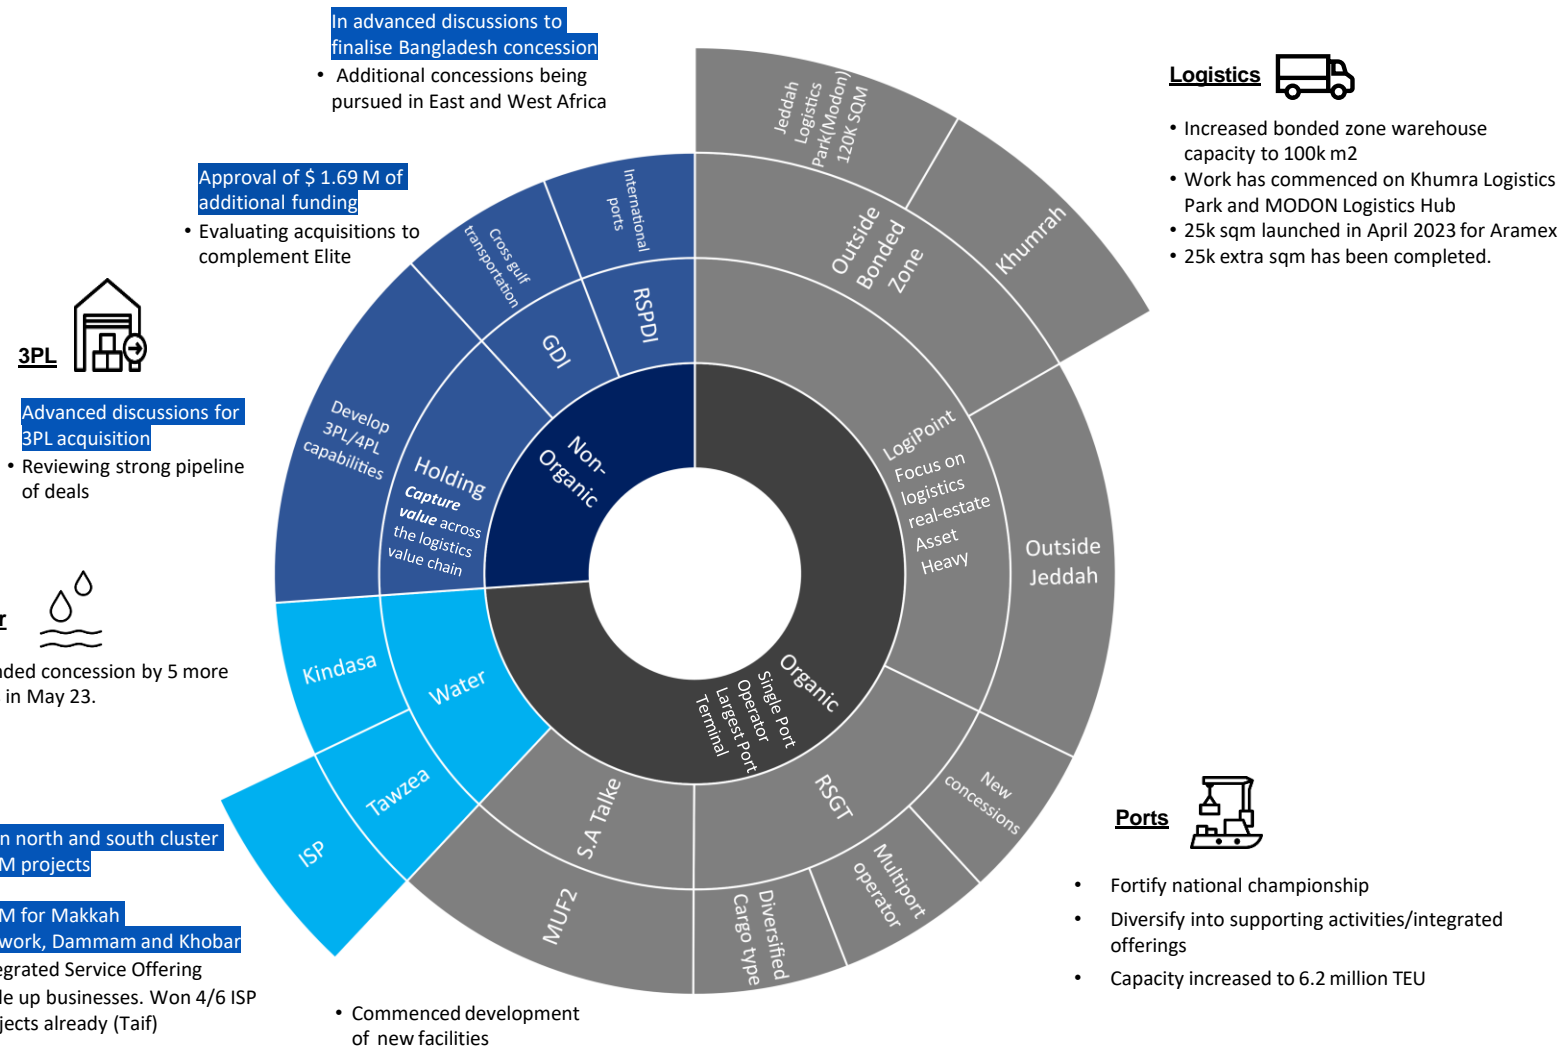 In advanced discussions to
finalise Bangladesh concession
• Additional concessions being
pursued in East and West Africa
Approval of $ 1.69 M of
additional funding
• Evaluating acquisitions to
complement Elite
3PL
Advanced discussions for
3PL acquisition
• Reviewing strong pipeline
of deals
r
nded concession by 5 more
in May 23.
n north and south cluster
M projects
M for Makkah
work, Dammam and Khobar
egrated Service Offering
le up businesses. Won 4/6 ISP
jects already (Taif)
• Commenced development
of new facilities
Logistics
• Increased bonded zone warehouse
capacity to 100k m2
• Work has commenced on Khumra Logistics
Park and MODON Logistics Hub
• 25k sqm launched in April 2023 for Aramex
• 25k extra sqm has been completed.
Ports
• Fortify national championship
• Diversify into supporting activities/integrated
offerings
• Capacity increased to 6.2 million TEU
Jeddah
Logistics
Park(Modon)
120K SQM
Khumrah
Outside
Bonded
Zone
LogiPoint
Focus on
logistics
real-estate
Asset
Heavy
Outside
Jeddah
Organic
Single Port
Operator
Largest Port
Terminal
RSGT
New
concessions
Multiport
operator
Diversified
Cargo type
S.A Talke
MUF2
Water
Kindasa
Tawzea
ISP
Non-
Organic
Holding
Capture
value across
the logistics
value chain
Develop
3PL/4PL
capabilities
GDI
Cross gulf
transportation
RSPDI
International
ports